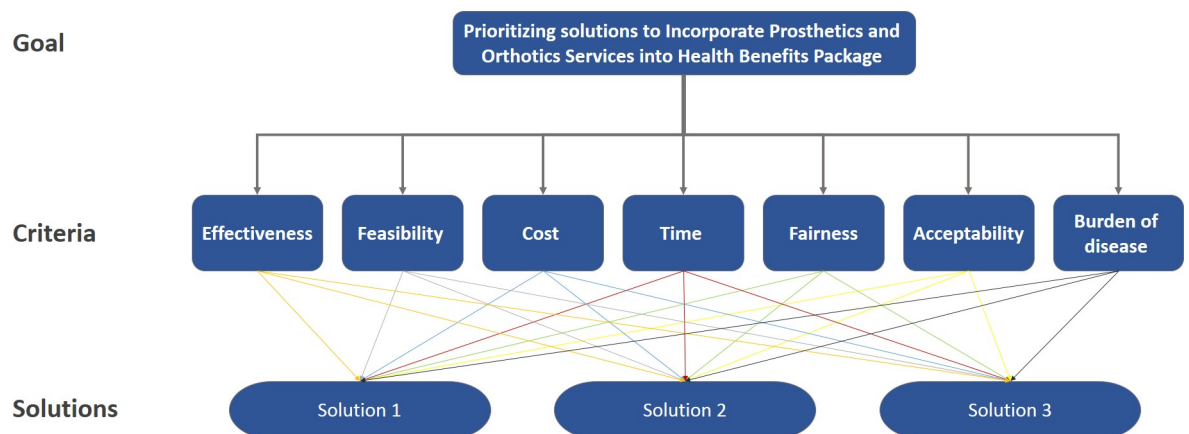 Goal
Prioritizing solutions to Incorporate Prosthetics and
Orthotics Services into Health Benefits Package
Criteria
Effectiveness
Feasibility
Cost
Time
Fairness
Acceptability
Burden of
disease
Solutions
Solution 1
Solution 2
Solution 3